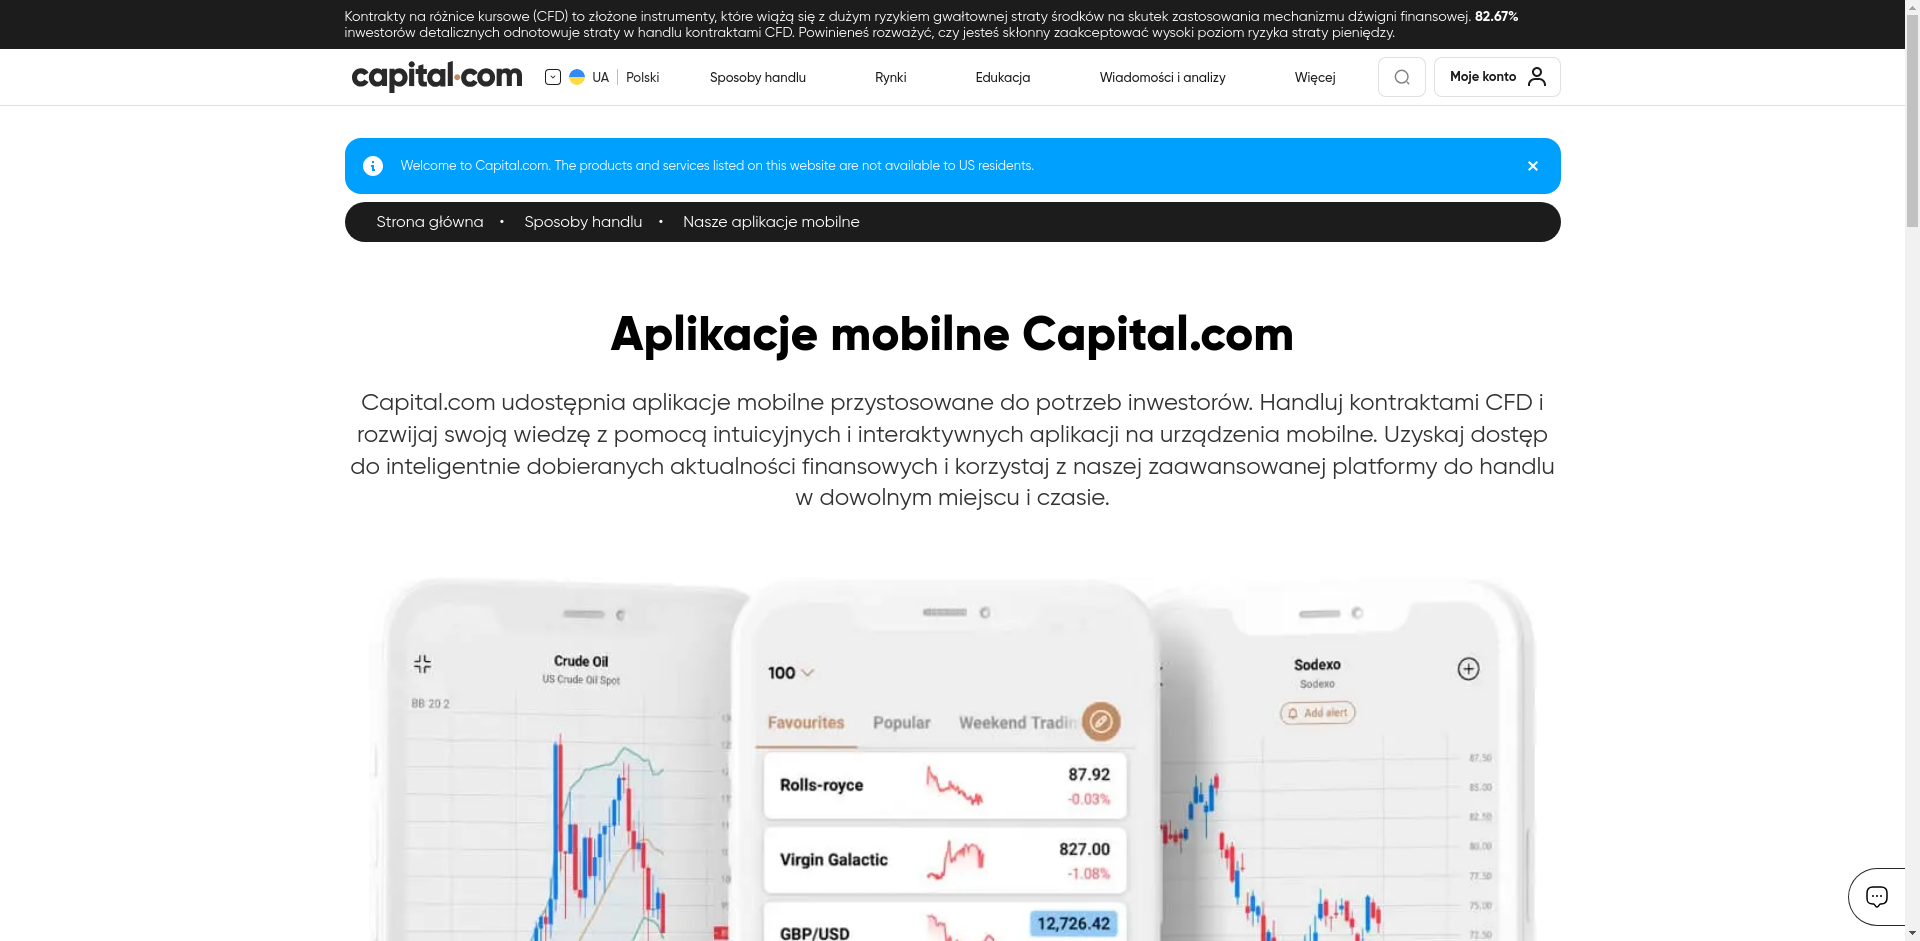 Kontrakty na różnice kursowe (CFD) to złożone instrumenty, które wiążą się z dużym ryzykiem gwałtownej straty środków na skutek zastosowania mechanizmu dźwigni finansowej. 82.67%
inwestorów detalicznych odnotowuje straty w handlu kontraktami CFD. Powinieneś rozważyć, czy jesteś skłonny zaakceptować wysoki poziom ryzyka straty pieniędzy.
capital.com
UA
Polski
Sposoby handlu
Rynki
Edukacja
Wiadomości i analizy
Więcej
Moje konto
Welcome to Capital.com. The products and services listed on this website are not available to US residents.
Strona główna • Sposoby handlu • Nasze aplikacje mobilne
Aplikacje mobilne Capital.com
Capital.com udostępnia aplikacje mobilne przystosowane do potrzeb inwestorów. Handluj kontraktami CFD i
rozwijaj swoją wiedzę z pomocą intuicyjnych i interaktywnych aplikacji na urządzenia mobilne. Uzyskaj dostęp
do inteligentnie dobieranych aktualności finansowych i korzystaj z naszej zaawansowanej platformy do handlu
w dowolnym miejscu i czasie.
Crude Oil
US Crude Oil Spot
BB 20 2
100
Favourites Popular Weekend Tradin
Rolls-royce
87.92
-0.03%
Virgin Galactic
827.00
-1.08%
GBP/USD
12,726.42
Sodexo
Sodexo
Add alert
87.50
85.00
82.50
80.00
77.50
75.00
72.50